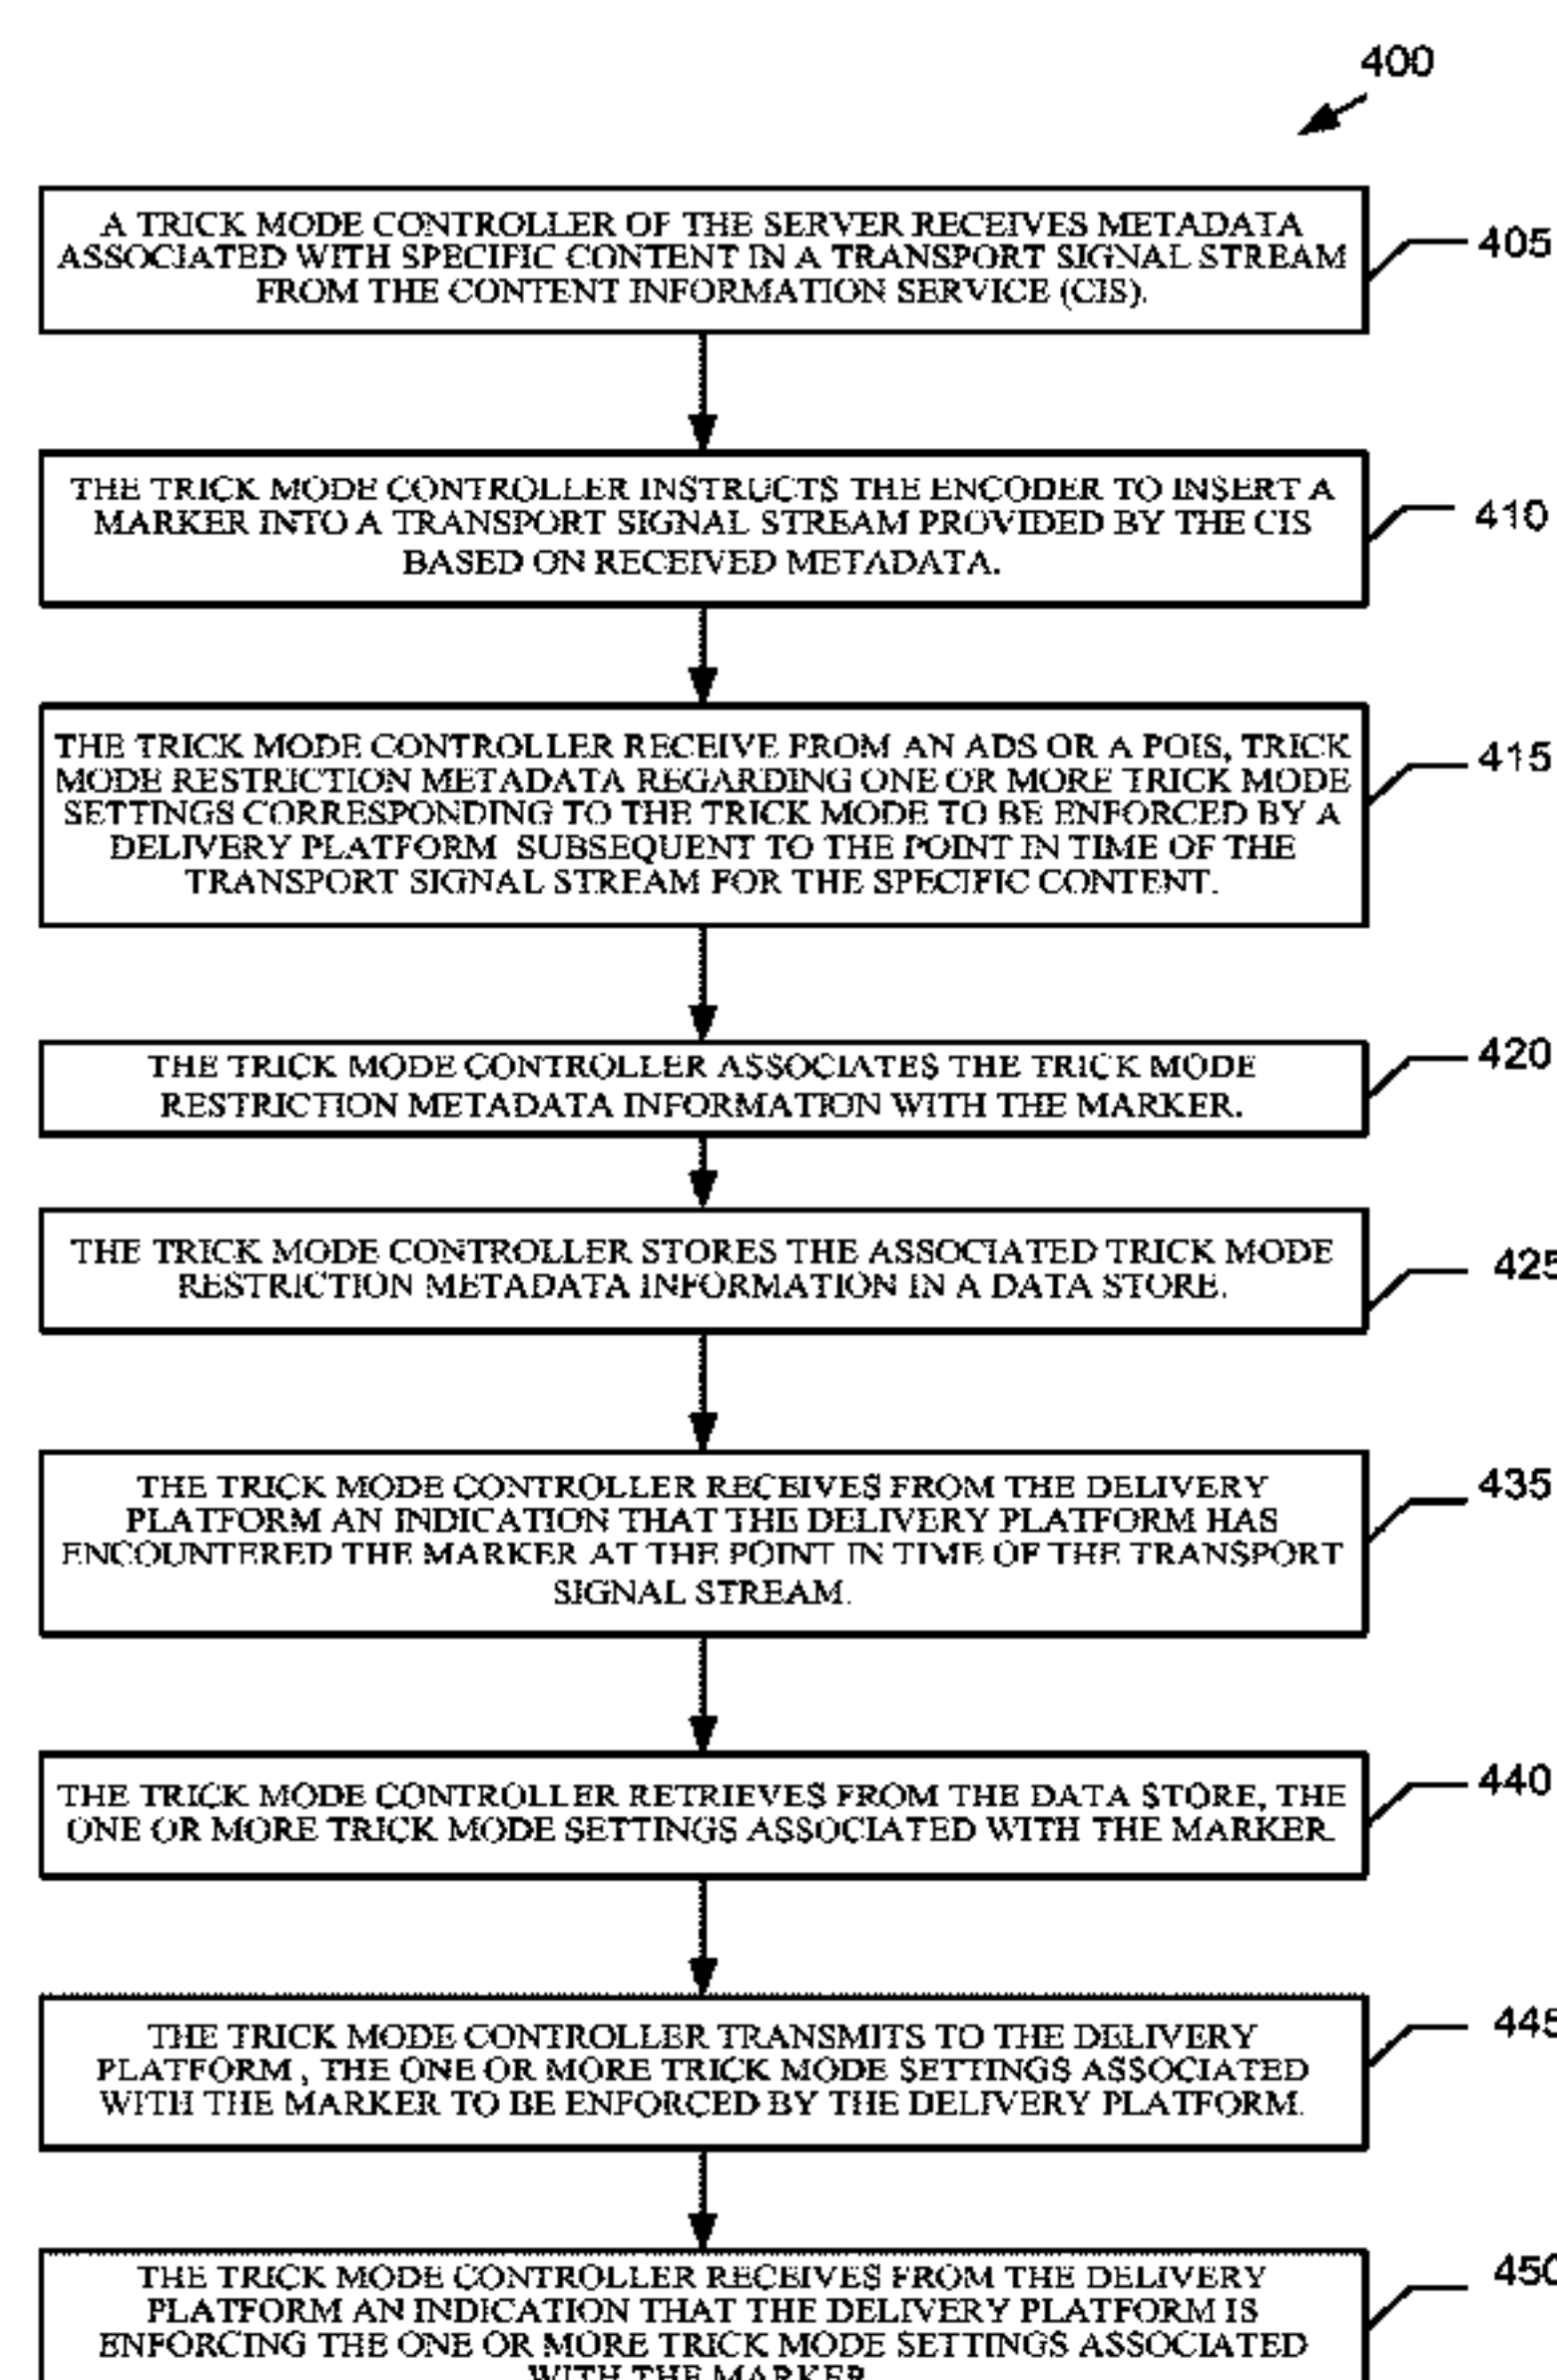 400
A TRICK MODE CONTROLLER OF THE SERVER RECEIVES METADATA
ASSOCIATED WITH SPECIFIC CONTENT IN A TRANSPORT SIGNAL STREAM
FROM THE CONTENT INFORMATION SERVICE (CIS).
405
THE TRICK MODE CONTROLLER INSTRUCTS THE ENCODER TO INSERT A
MARKER INTO A TRANSPORT SIGNAL STREAM PROVIDED BY THE CIS
BASED ON RECEIVED METADATA.
410
THE TRICK MODE CONTROLLER RECEIVE FROM AN ADS OR A POIS, TRICK
MODE RESTRICTION METADATA REGARDING ONE OR MORE TRICK MODE
SETTINGS CORRESPONDING TO THE TRICK MODE TO BE ENFORCED BY A
DELIVERY PLATFORM SUBSEQUENT TO THE POINT IN TIME OF THE
TRANSPORT SIGNAL STREAM FOR THE SPECIFIC CONTENT.
415
THE TRICK MODE CONTROLLER ASSOCIATES THE TRICK MODE
RESTRICTION METADATA INFORMATION WITH THE MARKER.
420
THE TRICK MODE CONTROLLER STORES THE ASSOCIATED TRICK MODE
RESTRICTION METADATA INFORMATION IN A DATA STORE.
425
THE TRICK MODE CONTROLLER RECEIVES FROM THE DELIVERY
PLATFORM AN INDICATION THAT THE DELIVERY PLATFORM HAS
ENCOUNTERED THE MARKER AT THE POINT IN TIME OF THE TRANSPORT
SIGNAL STREAM.
435
THE TRICK MODE CONTROLLER RETRIEVES FROM THE DATA STORE, THE
ONE OR MORE TRICK MODE SETTINGS ASSOCIATED WITH THE MARKER.
440
THE TRICK MODE CONTROLLER TRANSMITS TO THE DELIVERY
PLATFORM, THE ONE OR MORE TRICK MODE SETTINGS ASSOCIATED
WITH THE MARKER TO BE ENFORCED BY THE DELIVERY PLATFORM.
445
THE TRICK MODE CONTROLLER RECEIVES FROM THE DELIVERY
PLATFORM AN INDICATION THAT THE DELIVERY PLATFORM IS
ENFORCING THE ONE OR MORE TRICK MODE SETTINGS ASSOCIATED
WITH THE MARKER
450